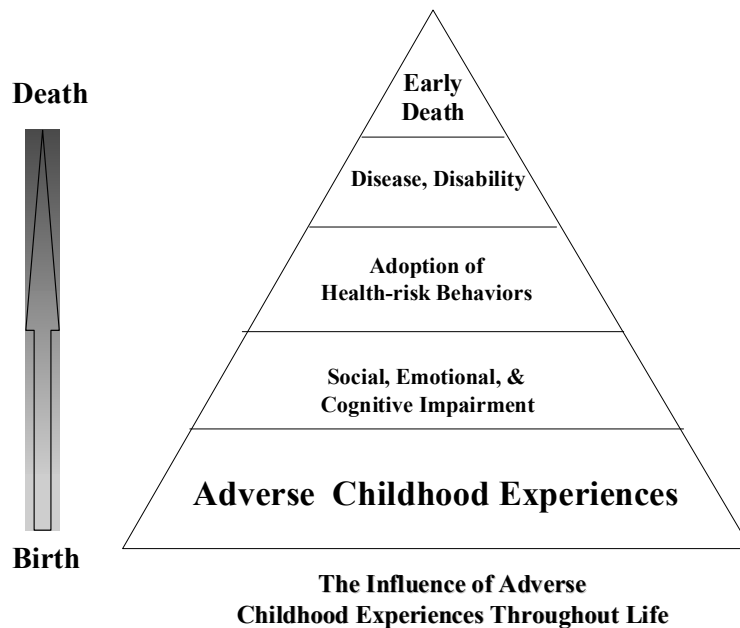 Death
Birth
Early
Death
Disease, Disability
Adoption of
Health-risk Behaviors
Social, Emotional, &
Cognitive Impairment
Adverse Childhood Experiences
The Influence of Adverse
Childhood Experiences Throughout Life